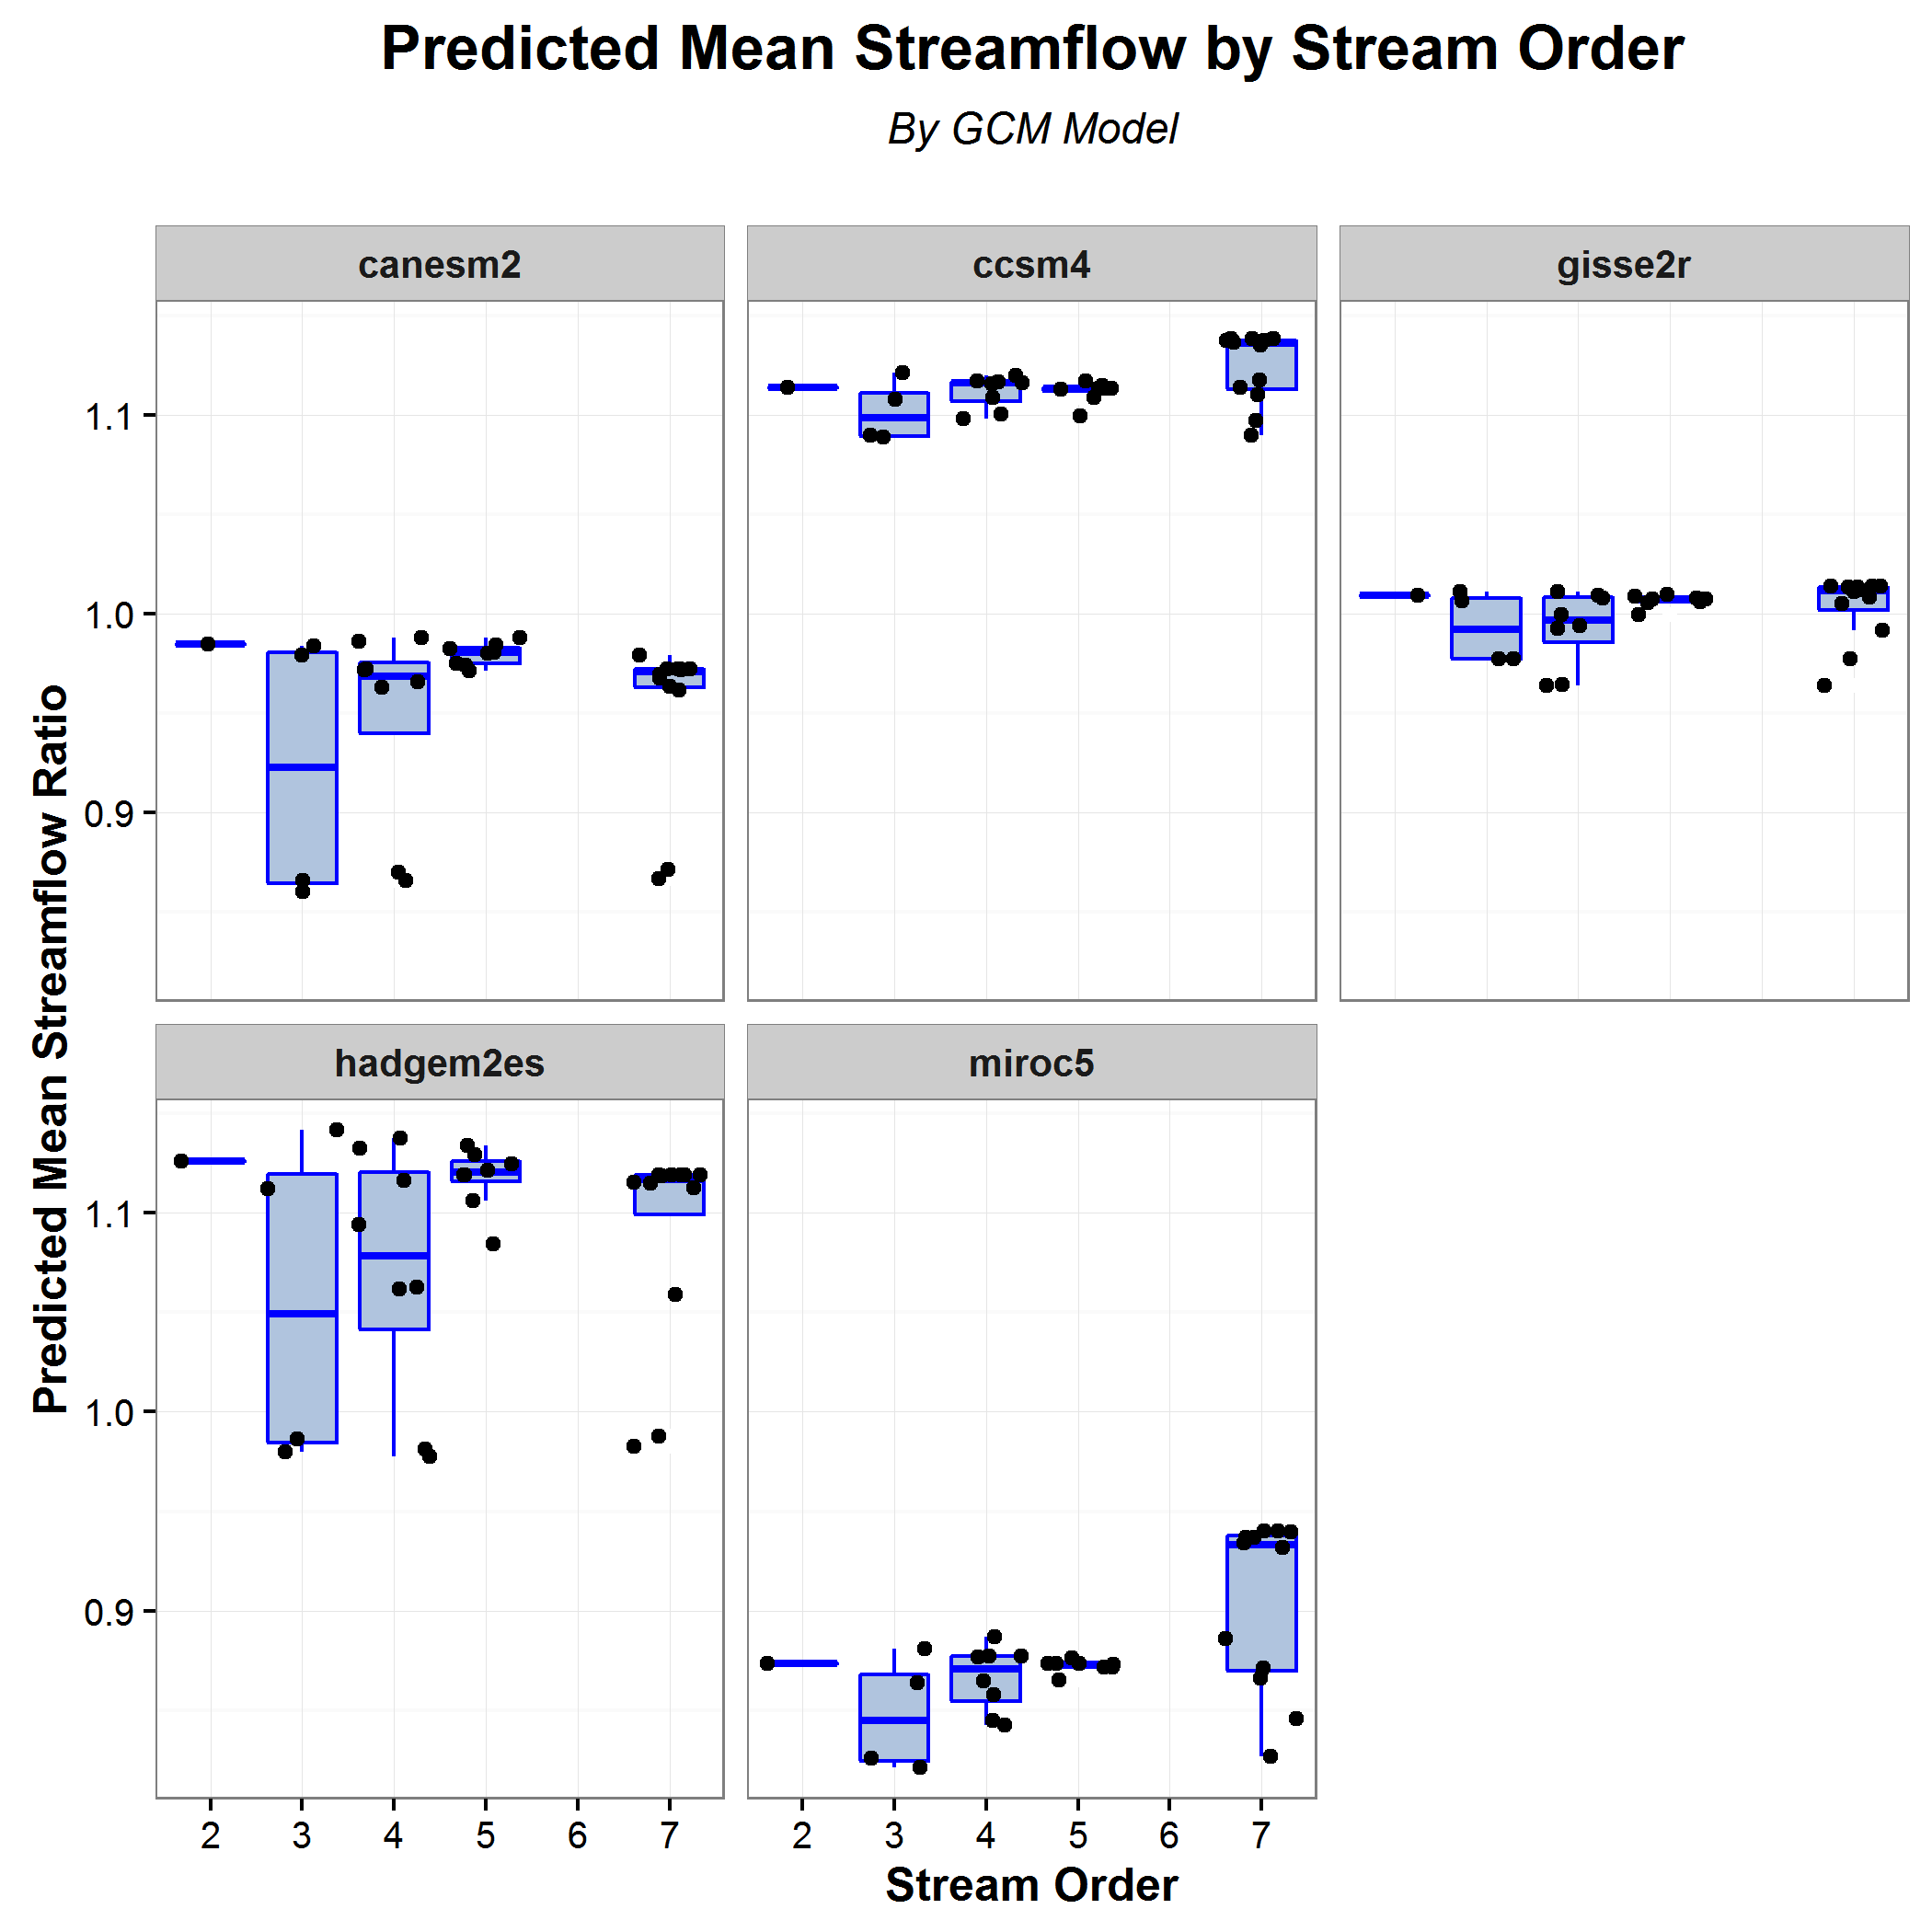 Predicted Mean Streamflow by Stream Order
By GCM Model
canesm2
ccsm4
gisse2r
1.1
1.0
0.9
Predicted Mean Streamflow Ratio
hadgem2es
miroc5
1.1
1.0
0.9
2 3 4 5 6 7
2 3 4 5 6 7
Stream Order